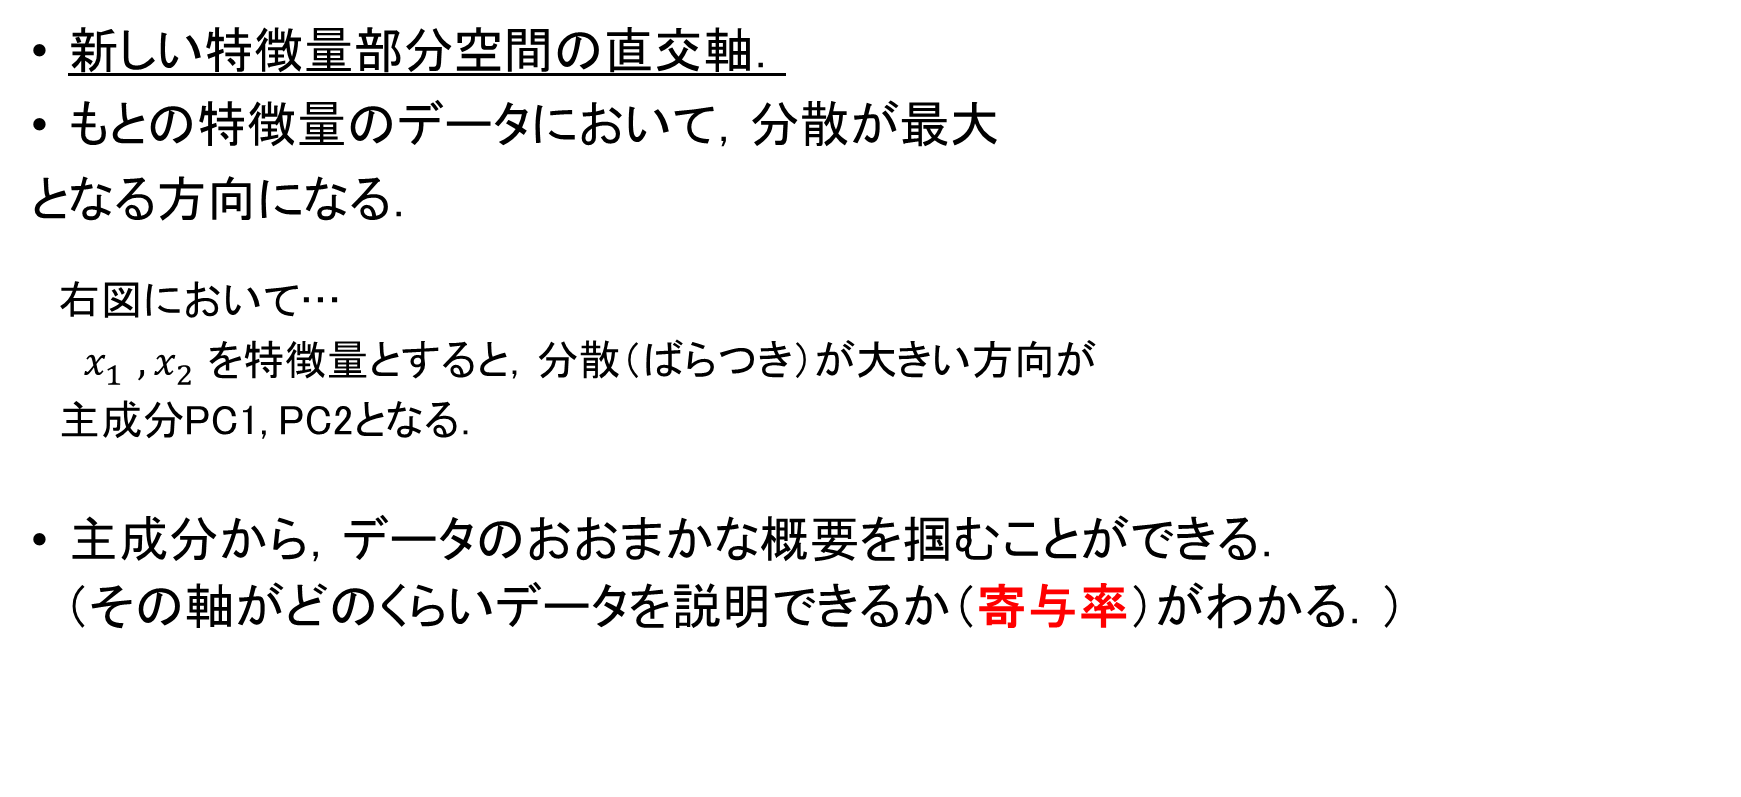 • 新しい特徴量部分空間の直交軸．
• もとの特徴量のデータにおいて，分散が最大
となる方向になる．
右図において…
x₁ , x₂ を特徴量とすると，分散（ばらつき）が大きい方向が
主成分PC1，PC2となる．
• 主成分から，データのおおまかな概要を掴むことができる．
（その軸がどのくらいデータを説明できるか（寄与率）がわかる．）